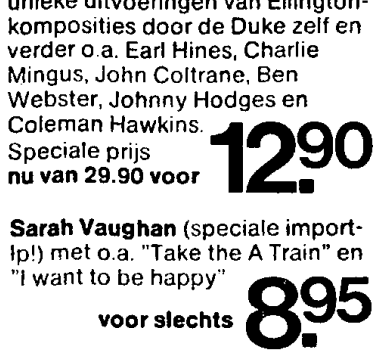 unieke uitvoeringen van Ellington-
komposities door de Duke zelf en
verder o.a. Earl Hines, Charlie
Mingus, John Coltrane, Ben
Webster, Johnny Hodges en
Coleman Hawkins.
Speciale prijs
nu van 29.90 voor 12.90
Sarah Vaughan (speciale import-
lp!) met o.a. "Take the A Train" en
"I want to be happy"
voor slechts 8.95